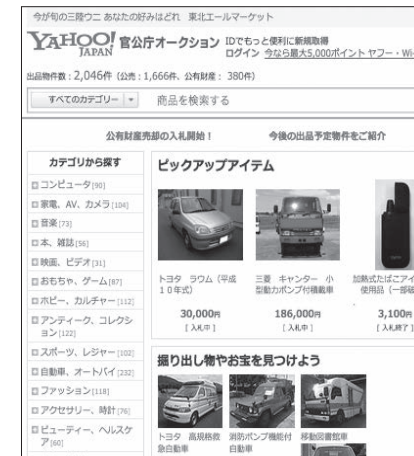 今が旬の三陸ウニ あなたの好みはどれ 東北エールマーケット
YAHOO! JAPAN 官公庁オークション
IDでもっと便利に新規取得
ログイン 今なら最大5,000ポイント ヤフー・Wi-
出品物件数：2,046件（公売：1,666件、公有財産： 380件）
すべてのカテゴリー 商品を検索する
公有財産売却の入札開始！ 今後の出品予定物件をご紹介
カテゴリから探す
コンピュータ[90]
家電、AV、カメラ[104]
音楽[73]
本、雑誌[56]
映画、ビデオ[31]
おもちゃ、ゲーム[87]
ホビー、カルチャー[112]
アンティーク、コレクション[122]
スポーツ、レジャー[102]
自動車、オートバイ[232]
ファッション[118]
アクセサリー、時計[76]
ビューティー、ヘルスケア[60]
ピックアップアイテム
トヨタ ラウム（平成
１０年式）
30,000円
[ 入札中 ]
三菱 キャンター 小
型動力ポンプ付積載車
186,000円
[ 入札中 ]
加熱式たばこアイ
使用品（一部破
3,100円
[ 入札終了 ]
掘り出し物やお宝を見つけよう
トヨタ 高規格救
急自動車
消防ポンプ機能付
自動車
移動図書館車